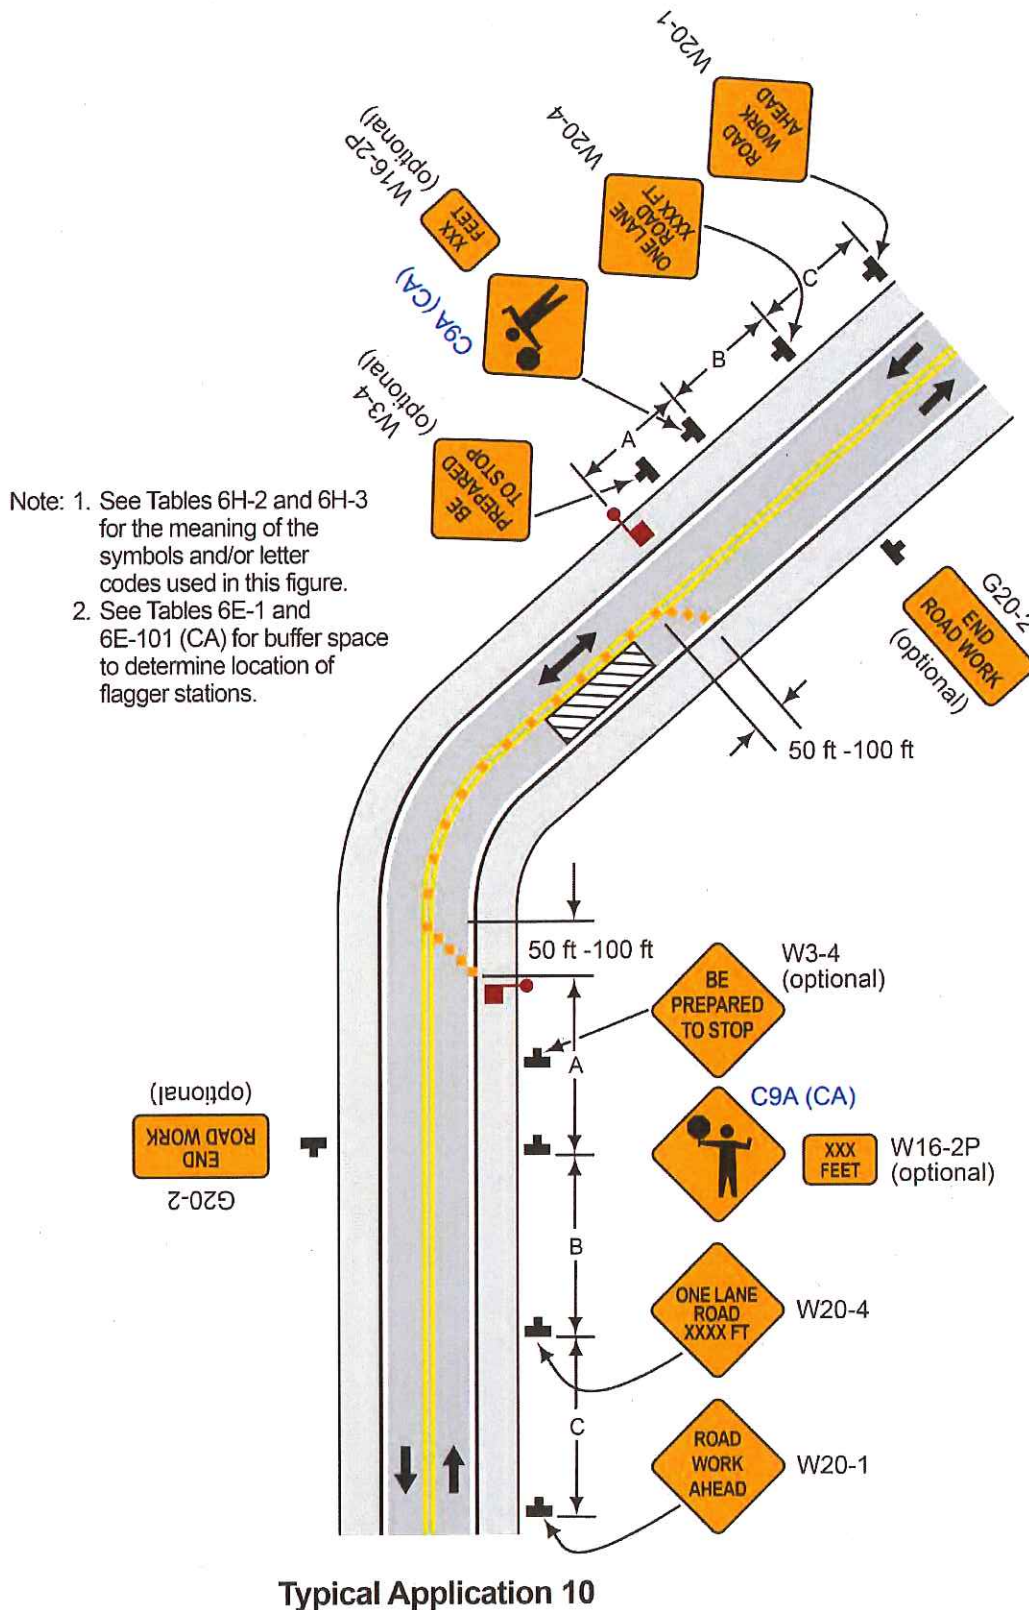 W20-1
ROAD
WORK
AHEAD
W20-4
ONE LANE
ROAD
XXXX FT
W16-2P
(optional)
XXX
FEET
C9A (CA)
W3-4
(optional)
BE
PREPARED
TO STOP
C
B
A
Note: 1. See Tables 6H-2 and 6H-3
for the meaning of the
symbols and/or letter
codes used in this figure.
2. See Tables 6E-1 and
6E-101 (CA) for buffer space
to determine location of
flagger stations.
G20-2
END
ROAD WORK
(optional)
50 ft -100 ft
50 ft -100 ft
BE
PREPARED
TO STOP
W3-4
(optional)
A
C9A (CA)
XXX
FEET
W16-2P
(optional)
G20-2
END
ROAD WORK
(optional)
B
ONE LANE
ROAD
XXXX FT
W20-4
C
ROAD
WORK
AHEAD
W20-1
Typical Application 10